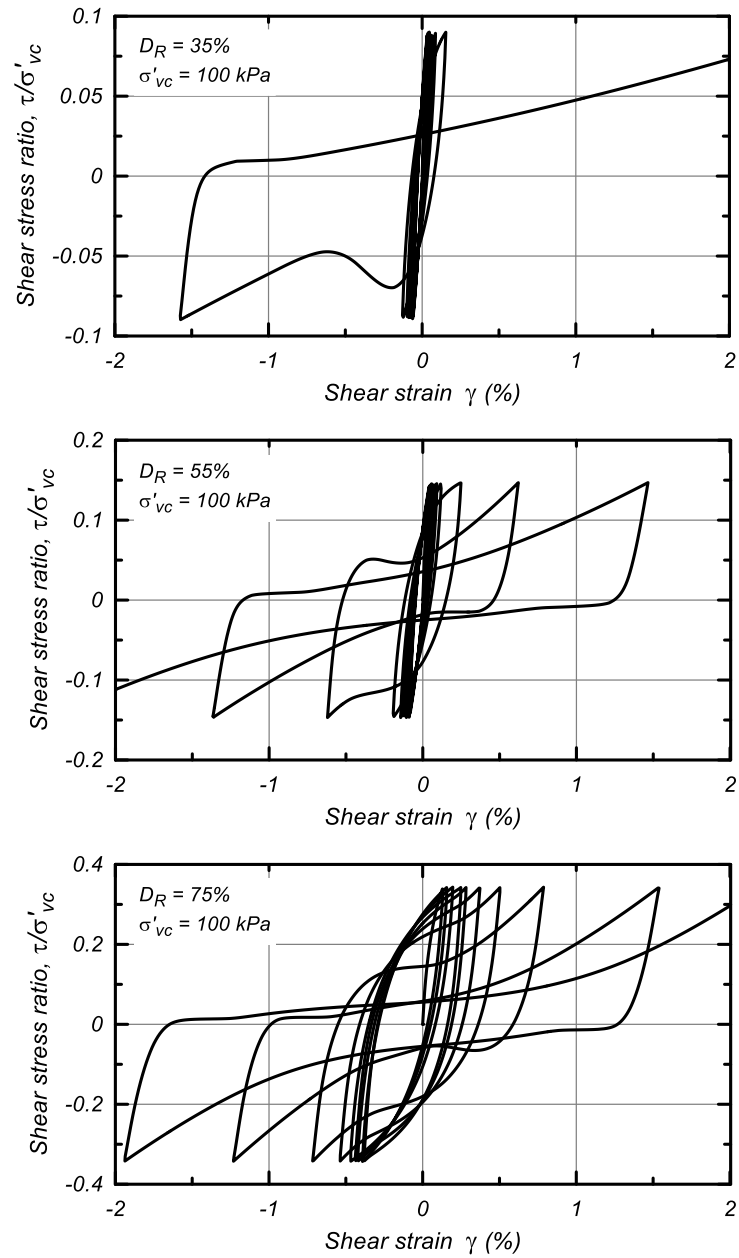 0.1
D_R = 35%
σ'_vc = 100 kPa
0.05
0
-0.05
-0.1
Shear stress ratio, τ/σ'_vc
-2 -1 0 1 2
Shear strain γ (%)
0.2
D_R = 55%
σ'_vc = 100 kPa
0.1
0
-0.1
-0.2
Shear stress ratio, τ/σ'_vc
-2 -1 0 1 2
Shear strain γ (%)
0.4
D_R = 75%
σ'_vc = 100 kPa
0.2
0
-0.2
-0.4
Shear stress ratio, τ/σ'_vc
-2 -1 0 1 2
Shear strain γ (%)